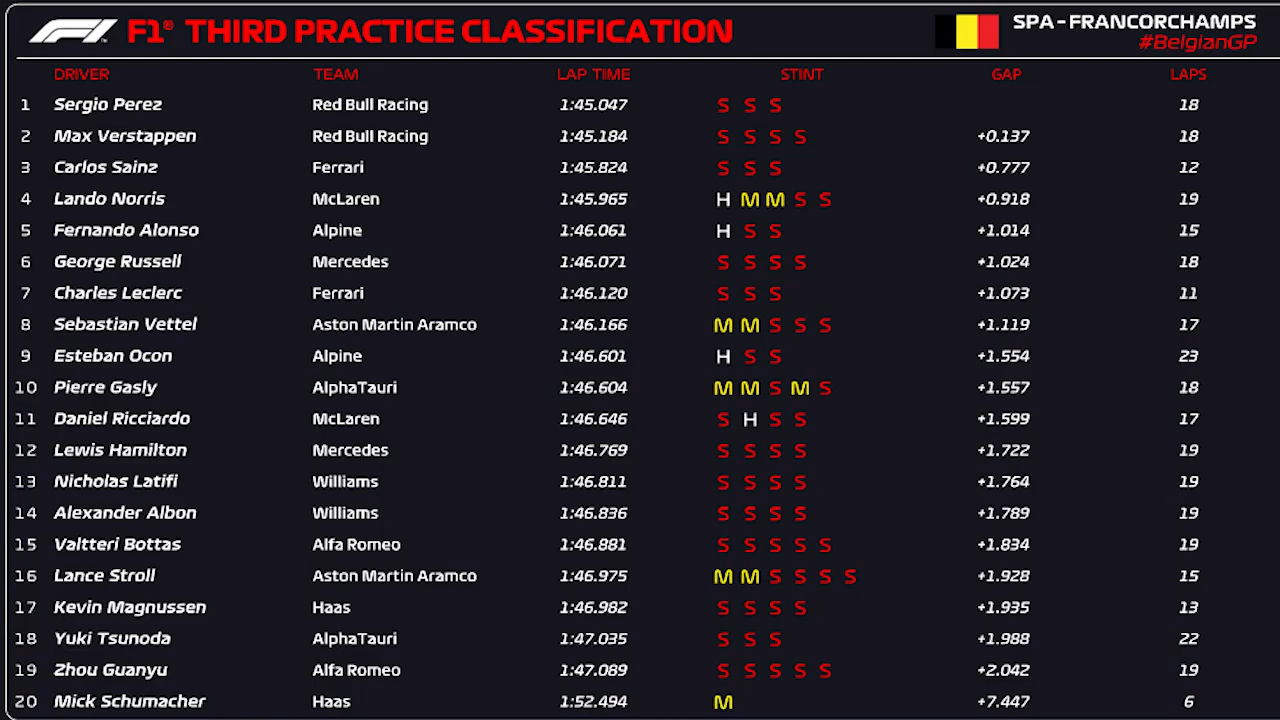 F1® THIRD PRACTICE CLASSIFICATION
SPA-FRANCORCHAMPS
#BelgianGP
DRIVER TEAM LAP TIME STINT GAP LAPS
1 Sergio Perez Red Bull Racing 1:45.047 S S S 18
2 Max Verstappen Red Bull Racing 1:45.184 S S S S +0.137 18
3 Carlos Sainz Ferrari 1:45.824 S S S +0.777 12
4 Lando Norris McLaren 1:45.965 H M M S S +0.918 19
5 Fernando Alonso Alpine 1:46.061 H S S +1.014 15
6 George Russell Mercedes 1:46.071 S S S S +1.024 18
7 Charles Leclerc Ferrari 1:46.120 S S S +1.073 11
8 Sebastian Vettel Aston Martin Aramco 1:46.166 M M S S S +1.119 17
9 Esteban Ocon Alpine 1:46.601 H S S +1.554 23
10 Pierre Gasly AlphaTauri 1:46.604 M M S M S +1.557 18
11 Daniel Ricciardo McLaren 1:46.646 S H S S +1.599 17
12 Lewis Hamilton Mercedes 1:46.769 S S S S +1.722 19
13 Nicholas Latifi Williams 1:46.811 S S S S +1.764 19
14 Alexander Albon Williams 1:46.836 S S S S +1.789 19
15 Valtteri Bottas Alfa Romeo 1:46.881 S S S S S +1.834 19
16 Lance Stroll Aston Martin Aramco 1:46.975 M M S S S S +1.928 15
17 Kevin Magnussen Haas 1:46.982 S S S S +1.935 13
18 Yuki Tsunoda AlphaTauri 1:47.035 S S S +1.988 22
19 Zhou Guanyu Alfa Romeo 1:47.089 S S S S S +2.042 19
20 Mick Schumacher Haas 1:52.494 M +7.447 6